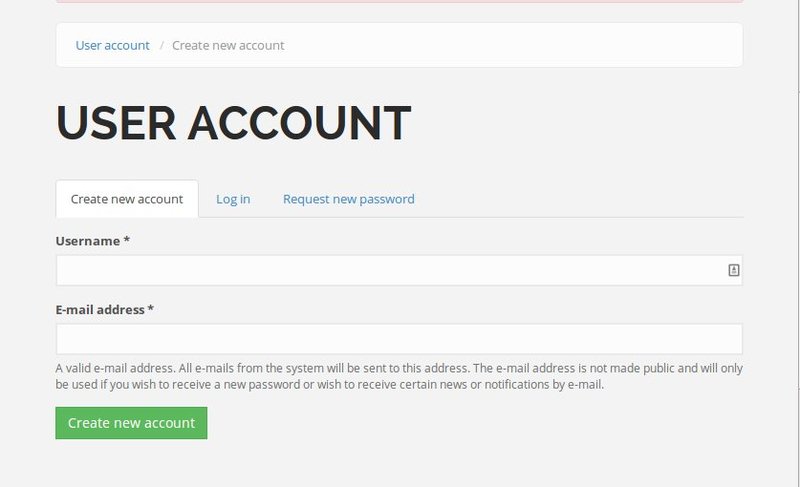 User account / Create new account
USER ACCOUNT
Create new account Log in Request new password
Username *
E-mail address *
A valid e-mail address. All e-mails from the system will be sent to this address. The e-mail address is not made public and will only
be used if you wish to receive a new password or wish to receive certain news or notifications by e-mail.
Create new account